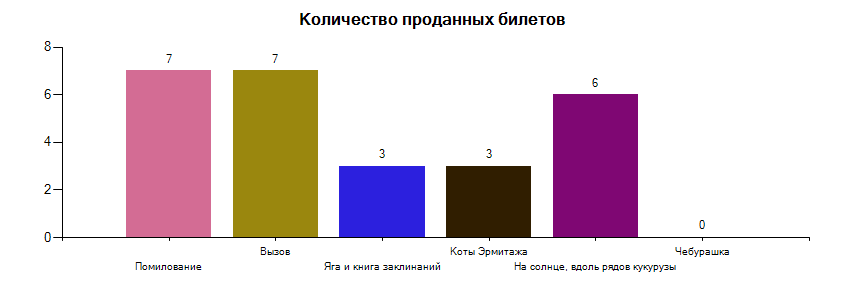 Количество проданных билетов
8
6
4
2
0
7
7
3
3
6
0
Помилование
Вызов
Яга и книга заклинаний
Коты Эрмитажа
На солнце, вдоль рядов кукурузы
Чебурашка